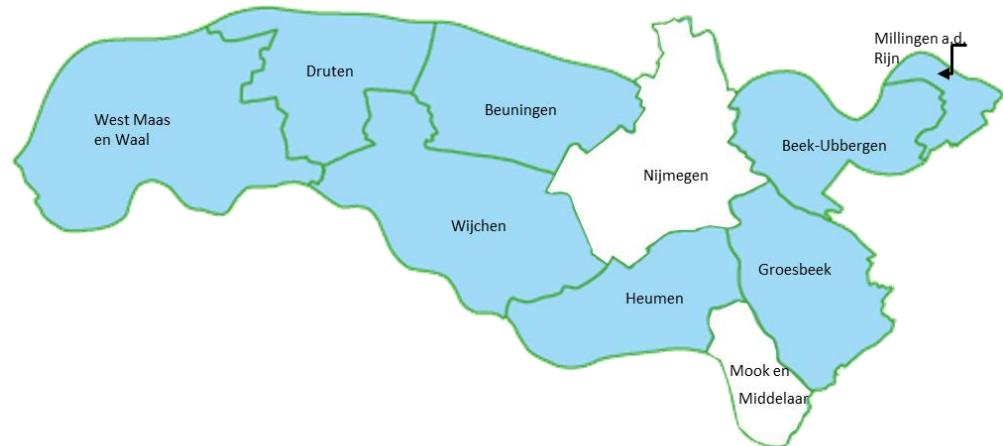 Millingen a.d.
Rijn
Druten
Beuningen
West Maas
en Waal
Beek-Ubbergen
Nijmegen
Wijchen
Groesbeek
Heumen
Mook en
Middelaar